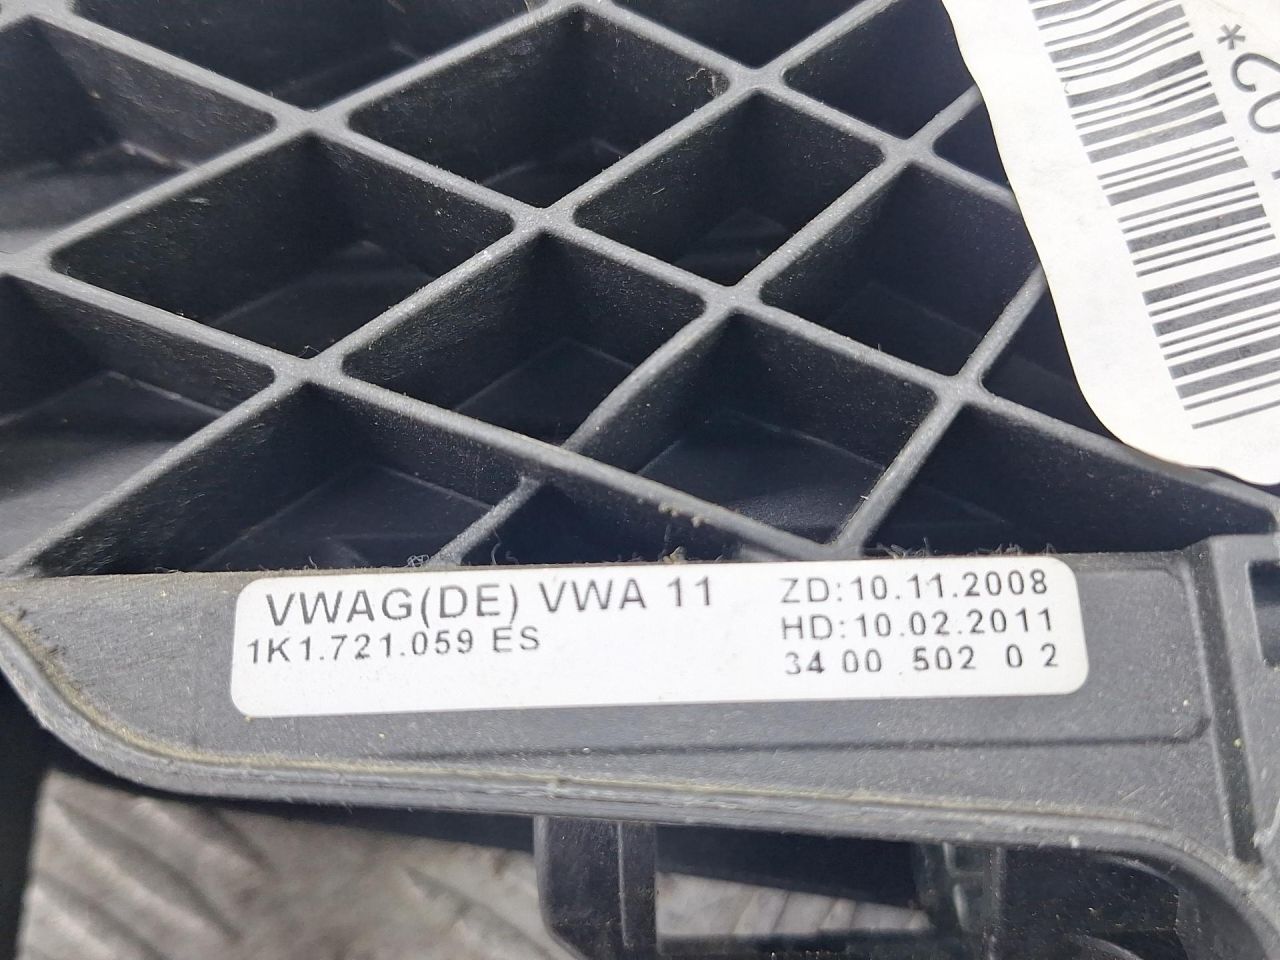 *CO
VWAG(DE) VWA 11
1K1.721.059 ES
ZD:10.11.2008
HD:10.02.2011
34 00 502 0 2